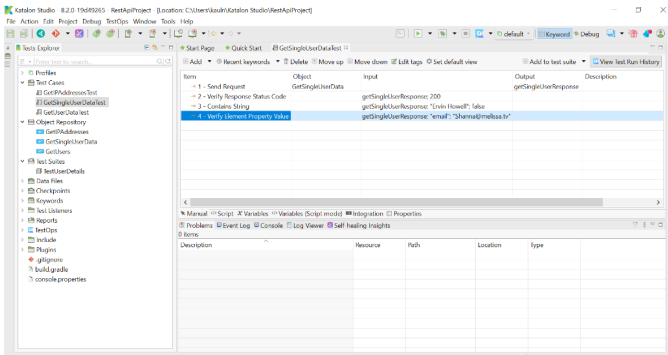 Katalon Studio 8.2.0 - 19d49265 - RestApiProject - [Location: C:\Users\kauln\Katalon Studio\RestApiProject]
File Edit Project Debug TestOps Window Tools Help
default Keyword Debug
Tests Explorer
Start Page Quick Start GetSingleUserDataTest
Enter text to search...
Add Recent keywords Delete Move up Move down Edit tags Set default view Add to test suite View Test Run History
Profiles
Test Cases
GetIPAddressesTest
GetSingleUserDataTest
GetUserDataTest
Object Repository
GetIPAddresses
GetSingleUserData
GetUsers
Test Suites
TestUserDetails
Data Files
Checkpoints
Keywords
Test Listeners
Reports
TestOps
Include
Plugins
.gitignore
build.gradle
console.properties
Item Object Input Output Description
1 - Send Request GetSingleUserData getSingleUserResponse
2 - Verify Response Status Code getSingleUserResponse; 200
3 - Contains String getSingleUserResponse; "Ervin Howell"; false
4 - Verify Element Property Value getSingleUserResponse; "email"; "Shanna@melissa.tv"
Manual Script Variables Variables (Script mode) Integration Properties
Problems Event Log Console Log Viewer Self-healing Insights
0 items
Description Resource Path Location Type